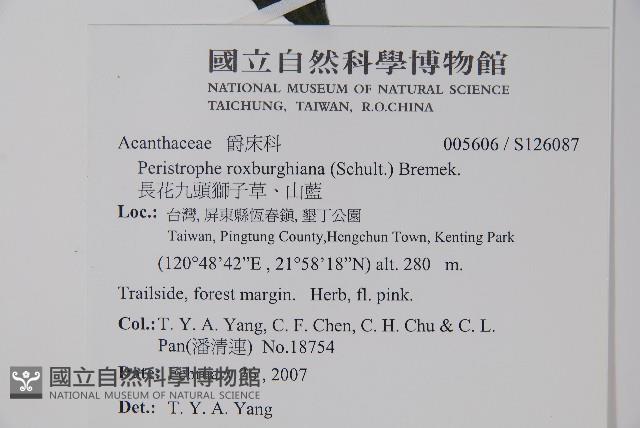 國立自然科學博物館
NATIONAL MUSEUM OF NATURAL SCIENCE
TAICHUNG, TAIWAN, R.O.CHINA
Acanthaceae 爵床科 005606 / S126087
Peristrophe roxburghiana (Schult.) Bremek.
長花九頭獅子草、山藍
Loc.: 台灣, 屏東縣恆春鎮, 墾丁公園
Taiwan, Pingtung County,Hengchun Town, Kenting Park
(120°48'42"E , 21°58'18"N) alt. 280 m.
Trailside, forest margin. Herb, fl. pink.
Col.:T. Y. A. Yang, C. F. Chen, C. H. Chu & C. L.
Pan(潘清連) No.18754
Date: February , 2007
國立自然科學博物館
NATIONAL MUSEUM OF NATURAL SCIENCE
Det.: T. Y. A. Yang